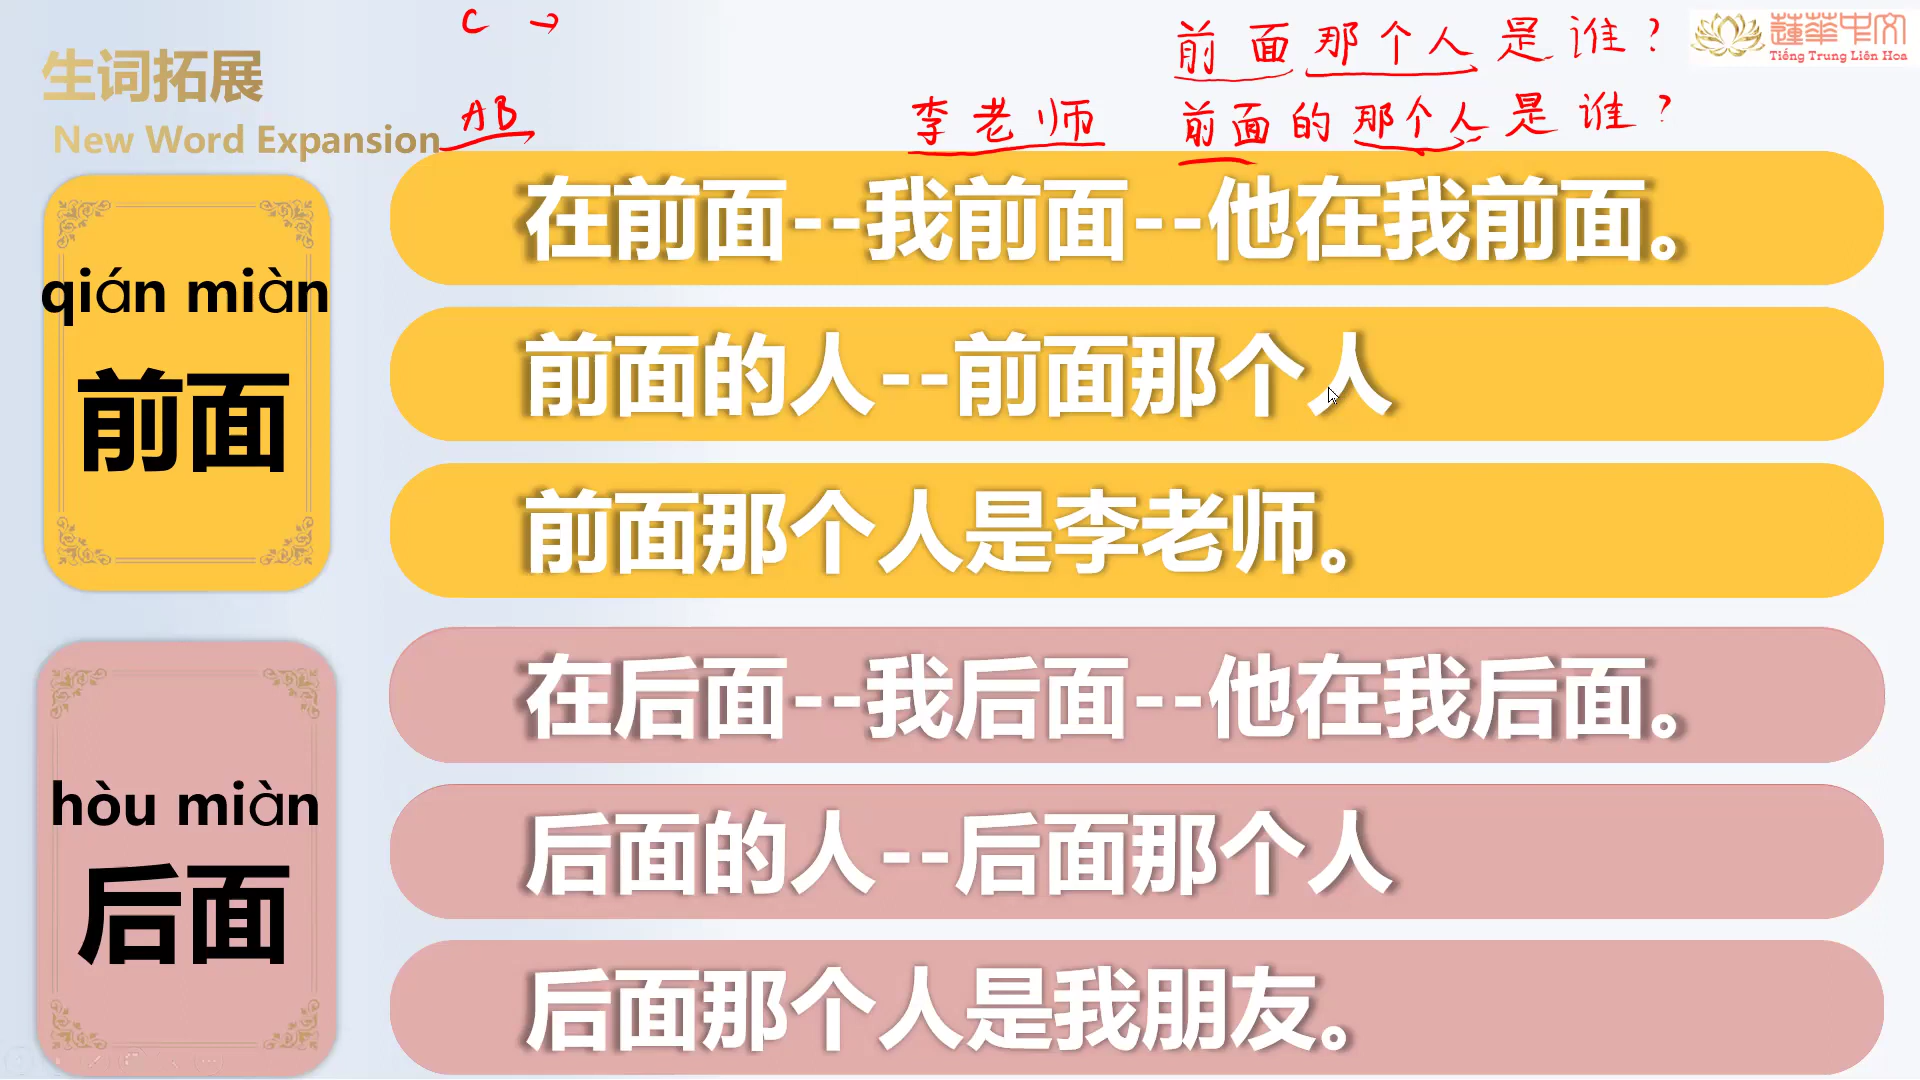 C →
前面那个人是谁？
蓮華中文
Tiếng Trung Liên Hoa
生词拓展
New Word Expansion
AB
李老师
前面的那个人是谁？
qián miàn
前面
在前面--我前面--他在我前面。
前面的人--前面那个人
前面那个人是李老师。
hòu miàn
后面
在后面--我后面--他在我后面。
后面的人--后面那个人
后面那个人是我朋友。